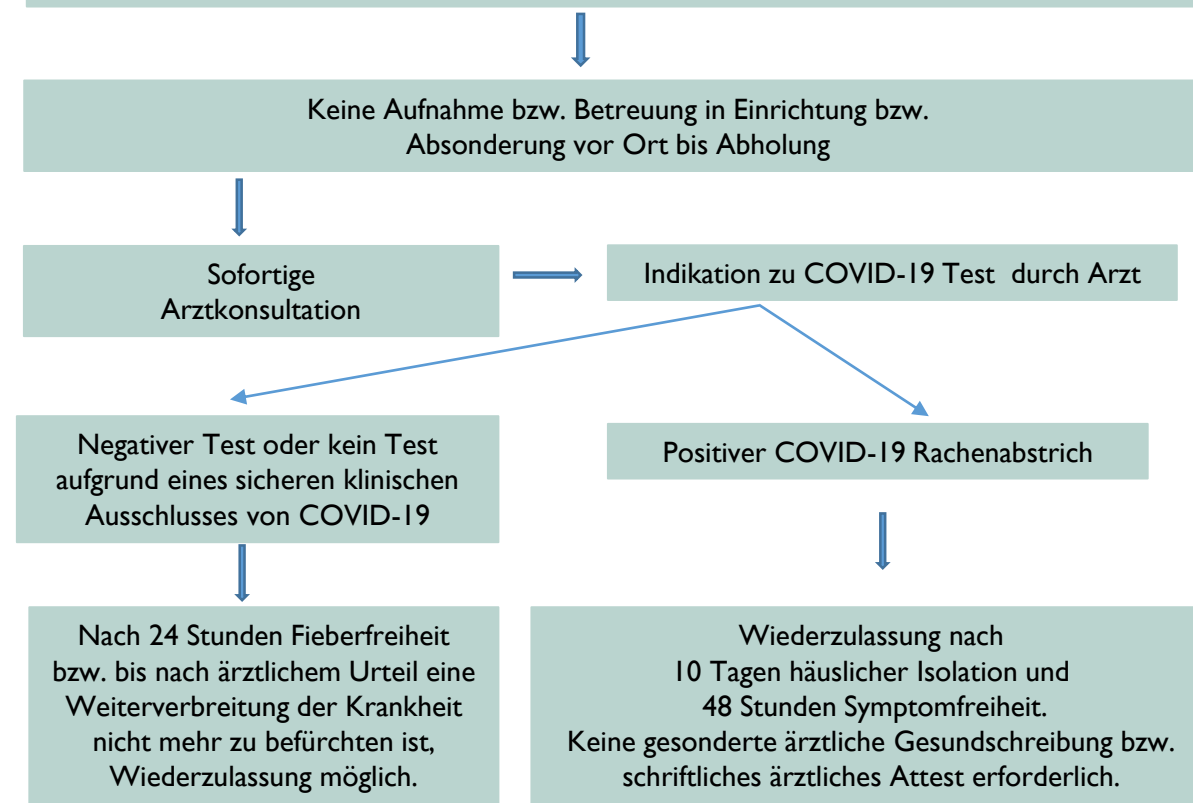 Keine Aufnahme bzw. Betreuung in Einrichtung bzw.
Absonderung vor Ort bis Abholung
Sofortige
Arztkonsultation
Indikation zu COVID-19 Test  durch Arzt
Negativer Test oder kein Test
aufgrund eines sicheren klinischen
Ausschlusses von COVID-19
Positiver COVID-19 Rachenabstrich
Nach 24 Stunden Fieberfreiheit
bzw. bis nach ärztlichem Urteil eine
Weiterverbreitung der Krankheit
nicht mehr zu befürchten ist,
Wiederzulassung möglich.
Wiederzulassung nach
10 Tagen häuslicher Isolation und
48 Stunden Symptomfreiheit.
Keine gesonderte ärztliche Gesundschreibung bzw.
schriftliches ärztliches Attest erforderlich.